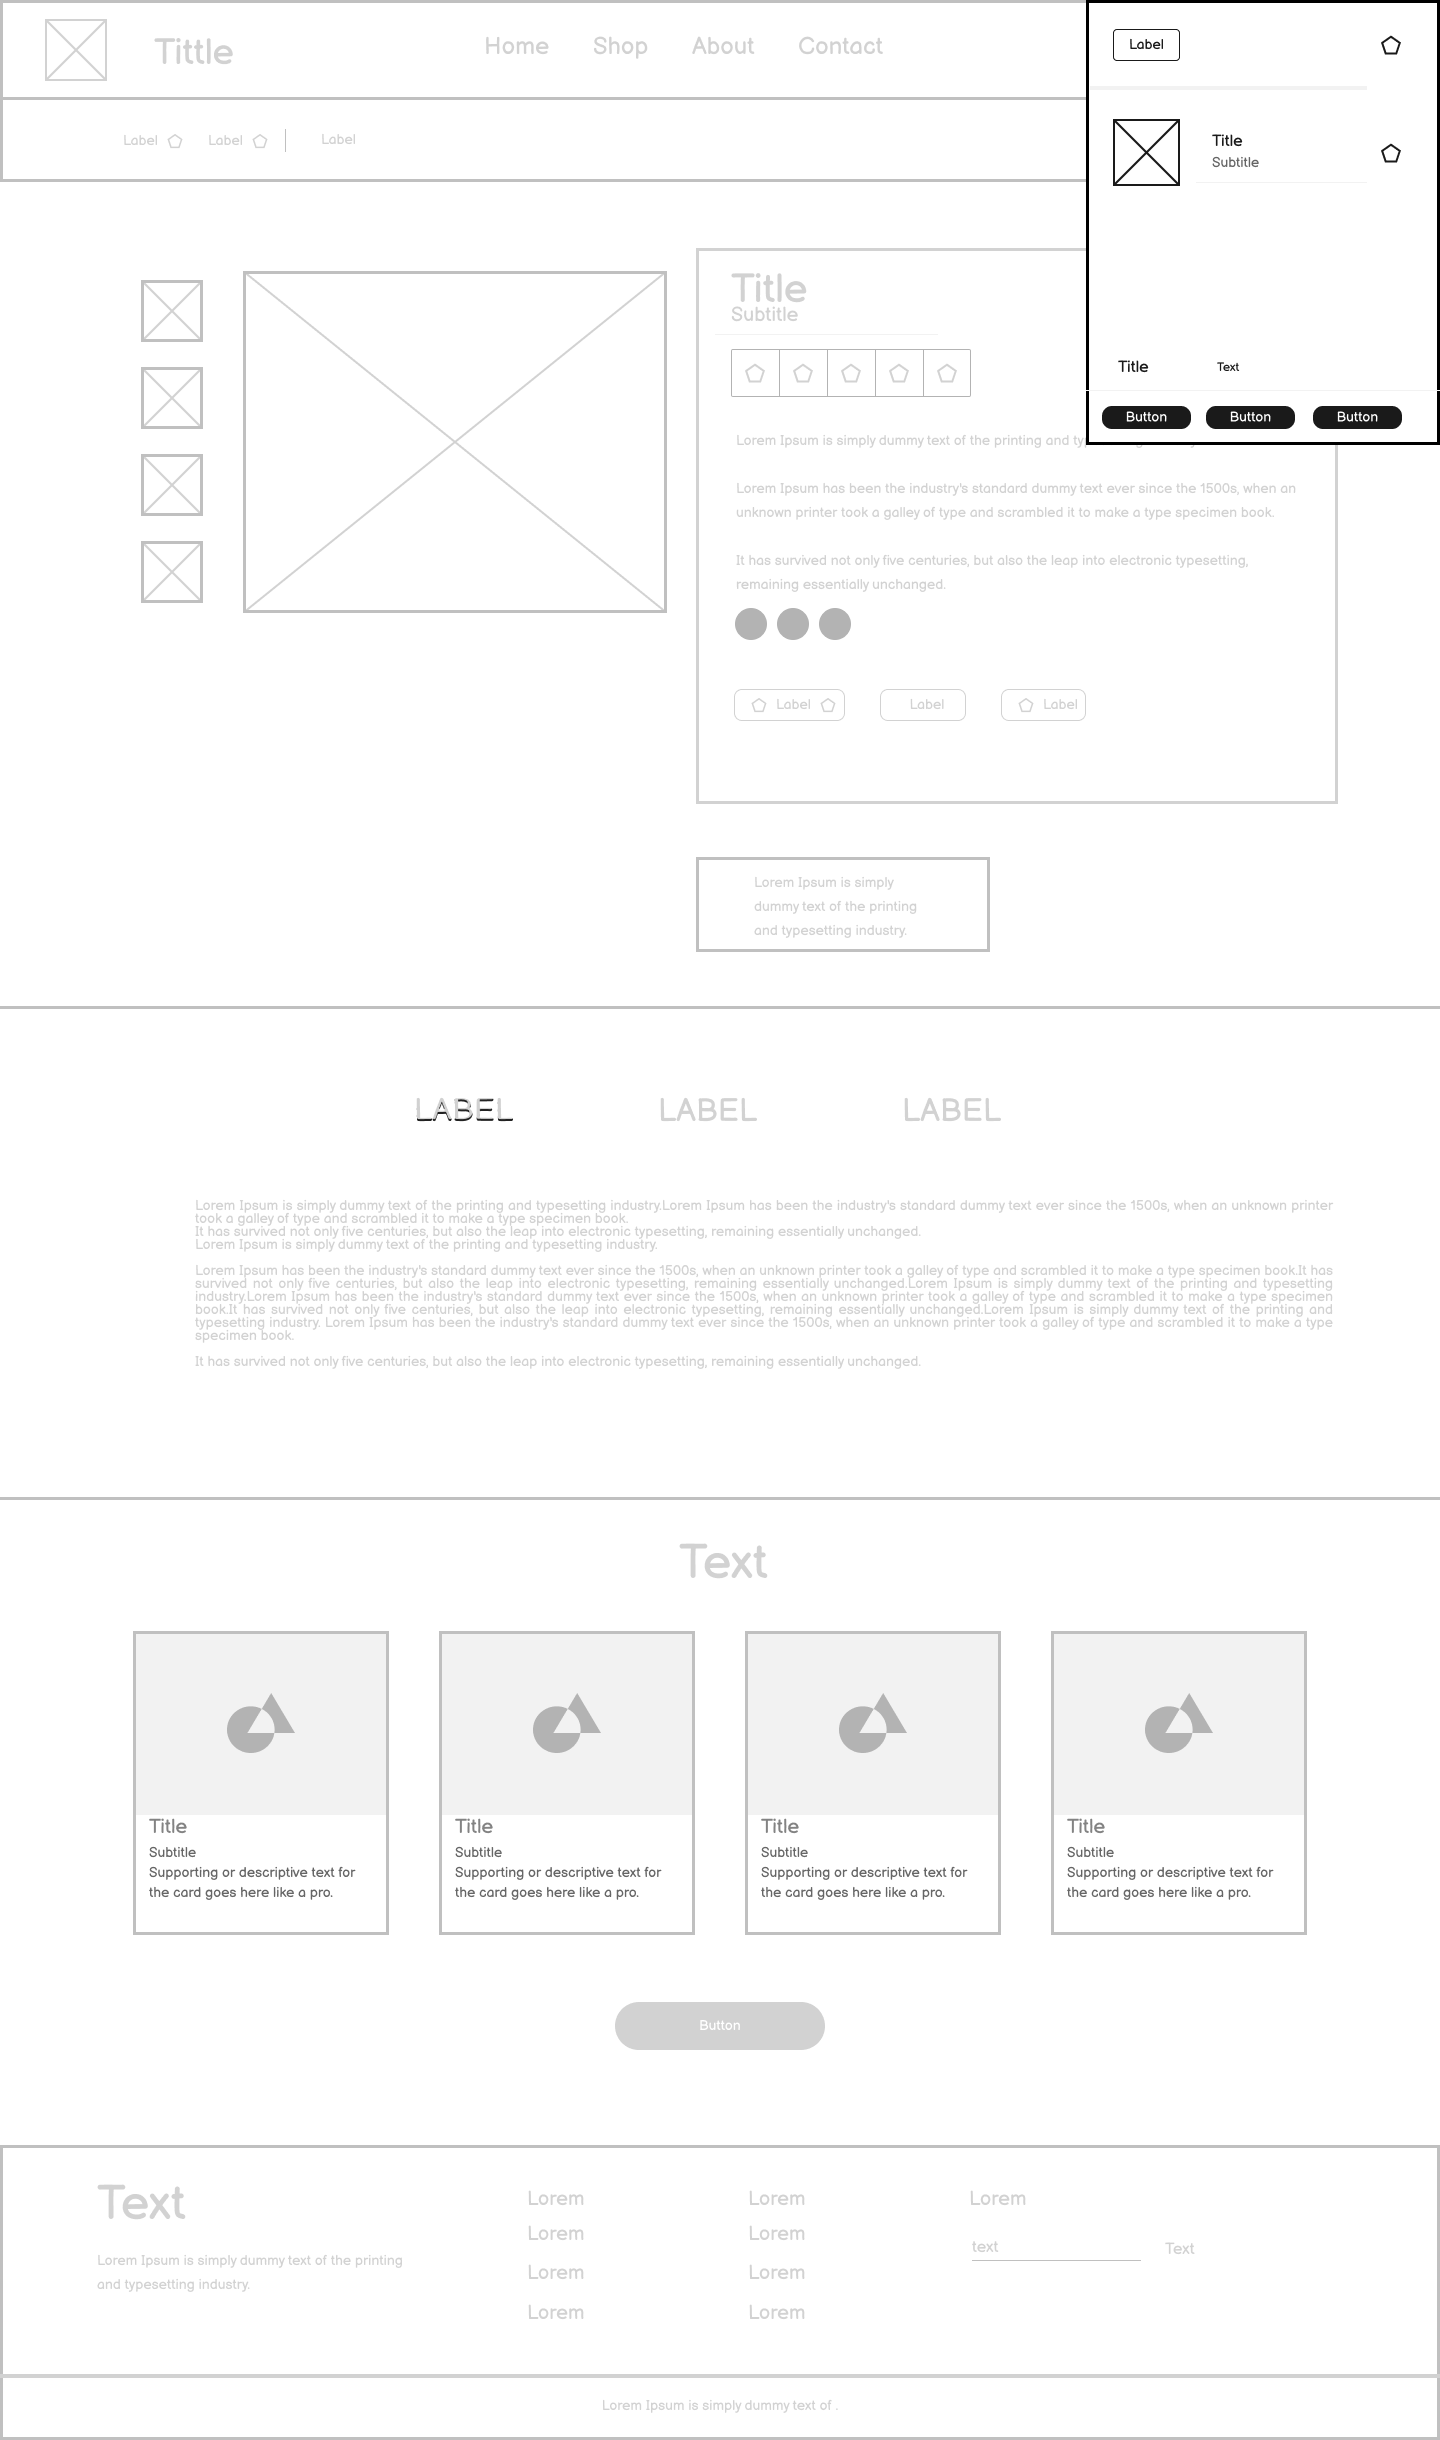 Tittle
Home
Shop
About
Contact
Label
Label
Label
Label
Title
Subtitle
Title
Text
Button
Button
Button
Title
Subtitle
Lorem Ipsum is simply dummy text of the printing and
Lorem Ipsum has been the industry's standard dummy text ever since the 1500s, when an
unknown printer took a galley of type and scrambled it to make a type specimen book.
It has survived not only five centuries, but also the leap into electronic typesetting,
remaining essentially unchanged.
Label
Label
Label
Lorem Ipsum is simply
dummy text of the printing
and typesetting industry.
LABEL
LABEL
LABEL
Lorem Ipsum is simply dummy text of the printing and typesetting industry.Lorem Ipsum has been the industry's standard dummy text ever since the 1500s, when an unknown printer
took a galley of type and scrambled it to make a type specimen book.
It has survived not only five centuries, but also the leap into electronic typesetting, remaining essentially unchanged.
Lorem Ipsum is simply dummy text of the printing and typesetting industry.
Lorem Ipsum has been the industry's standard dummy text ever since the 1500s, when an unknown printer took a galley of type and scrambled it to make a type specimen book.It has
survived not only five centuries, but also the leap into electronic typesetting, remaining essentially unchanged.Lorem Ipsum is simply dummy text of the printing and typesetting
industry.Lorem Ipsum has been the industry's standard dummy text ever since the 1500s, when an unknown printer took a galley of type and scrambled it to make a type specimen
book.It has survived not only five centuries, but also the leap into electronic typesetting, remaining essentially unchanged.Lorem Ipsum is simply dummy text of the printing and
typesetting industry. Lorem Ipsum has been the industry's standard dummy text ever since the 1500s, when an unknown printer took a galley of type and scrambled it to make a type
specimen book.
It has survived not only five centuries, but also the leap into electronic typesetting, remaining essentially unchanged.
Text
Title
Subtitle
Supporting or descriptive text for
the card goes here like a pro.
Title
Subtitle
Supporting or descriptive text for
the card goes here like a pro.
Title
Subtitle
Supporting or descriptive text for
the card goes here like a pro.
Title
Subtitle
Supporting or descriptive text for
the card goes here like a pro.
Button
Text
Lorem Ipsum is simply dummy text of the printing
and typesetting industry.
Lorem
Lorem
Lorem
Lorem
Lorem
Lorem
Lorem
Lorem
Lorem
text
Text
Lorem Ipsum is simply dummy text of .